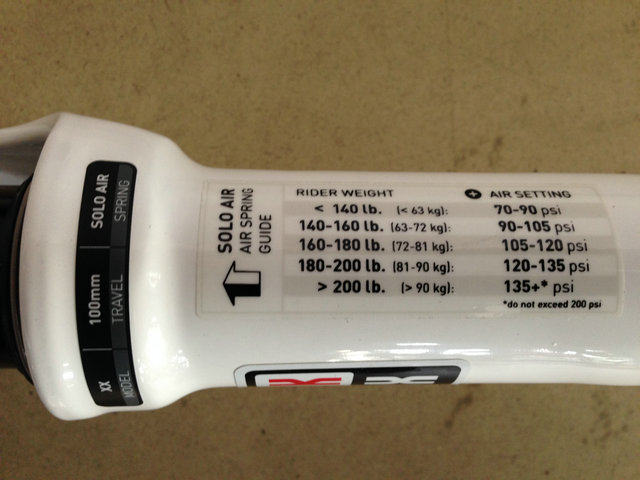 SOLO AIR
SPRING
100mm
TRAVEL
XX
MODEL
SOLO AIR
AIR SPRING
GUIDE
RIDER WEIGHT + AIR SETTING
< 140 lb. (< 63 kg): 70-90 psi
140-160 lb. (63-72 kg): 90-105 psi
160-180 lb. (72-81 kg): 105-120 psi
180-200 lb. (81-90 kg): 120-135 psi
> 200 lb. (> 90 kg): 135+* psi
*do not exceed 200 psi